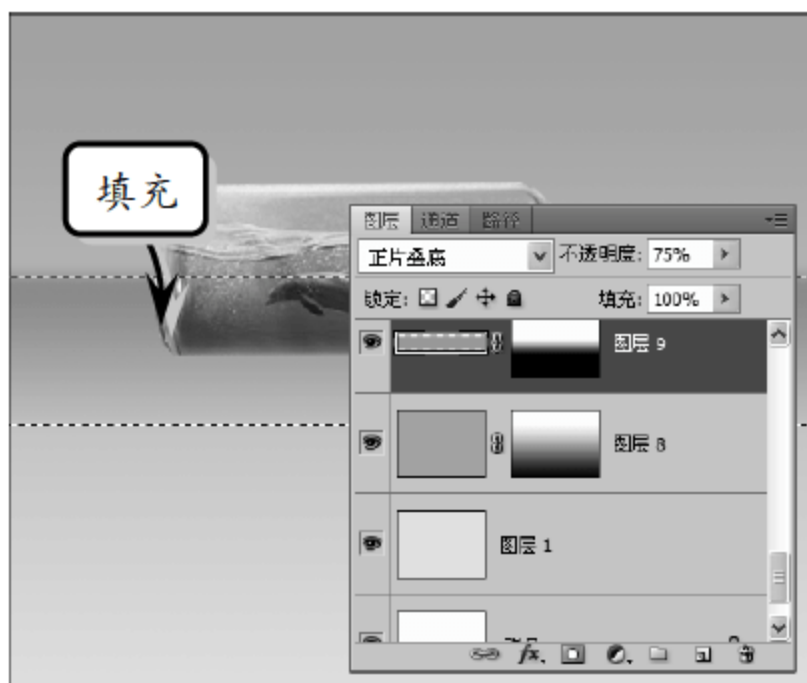 填充
图层 通道 路径
正片叠底 不透明度: 75%
锁定: 填充: 100%
图层 9
图层 8
图层 1
fx.